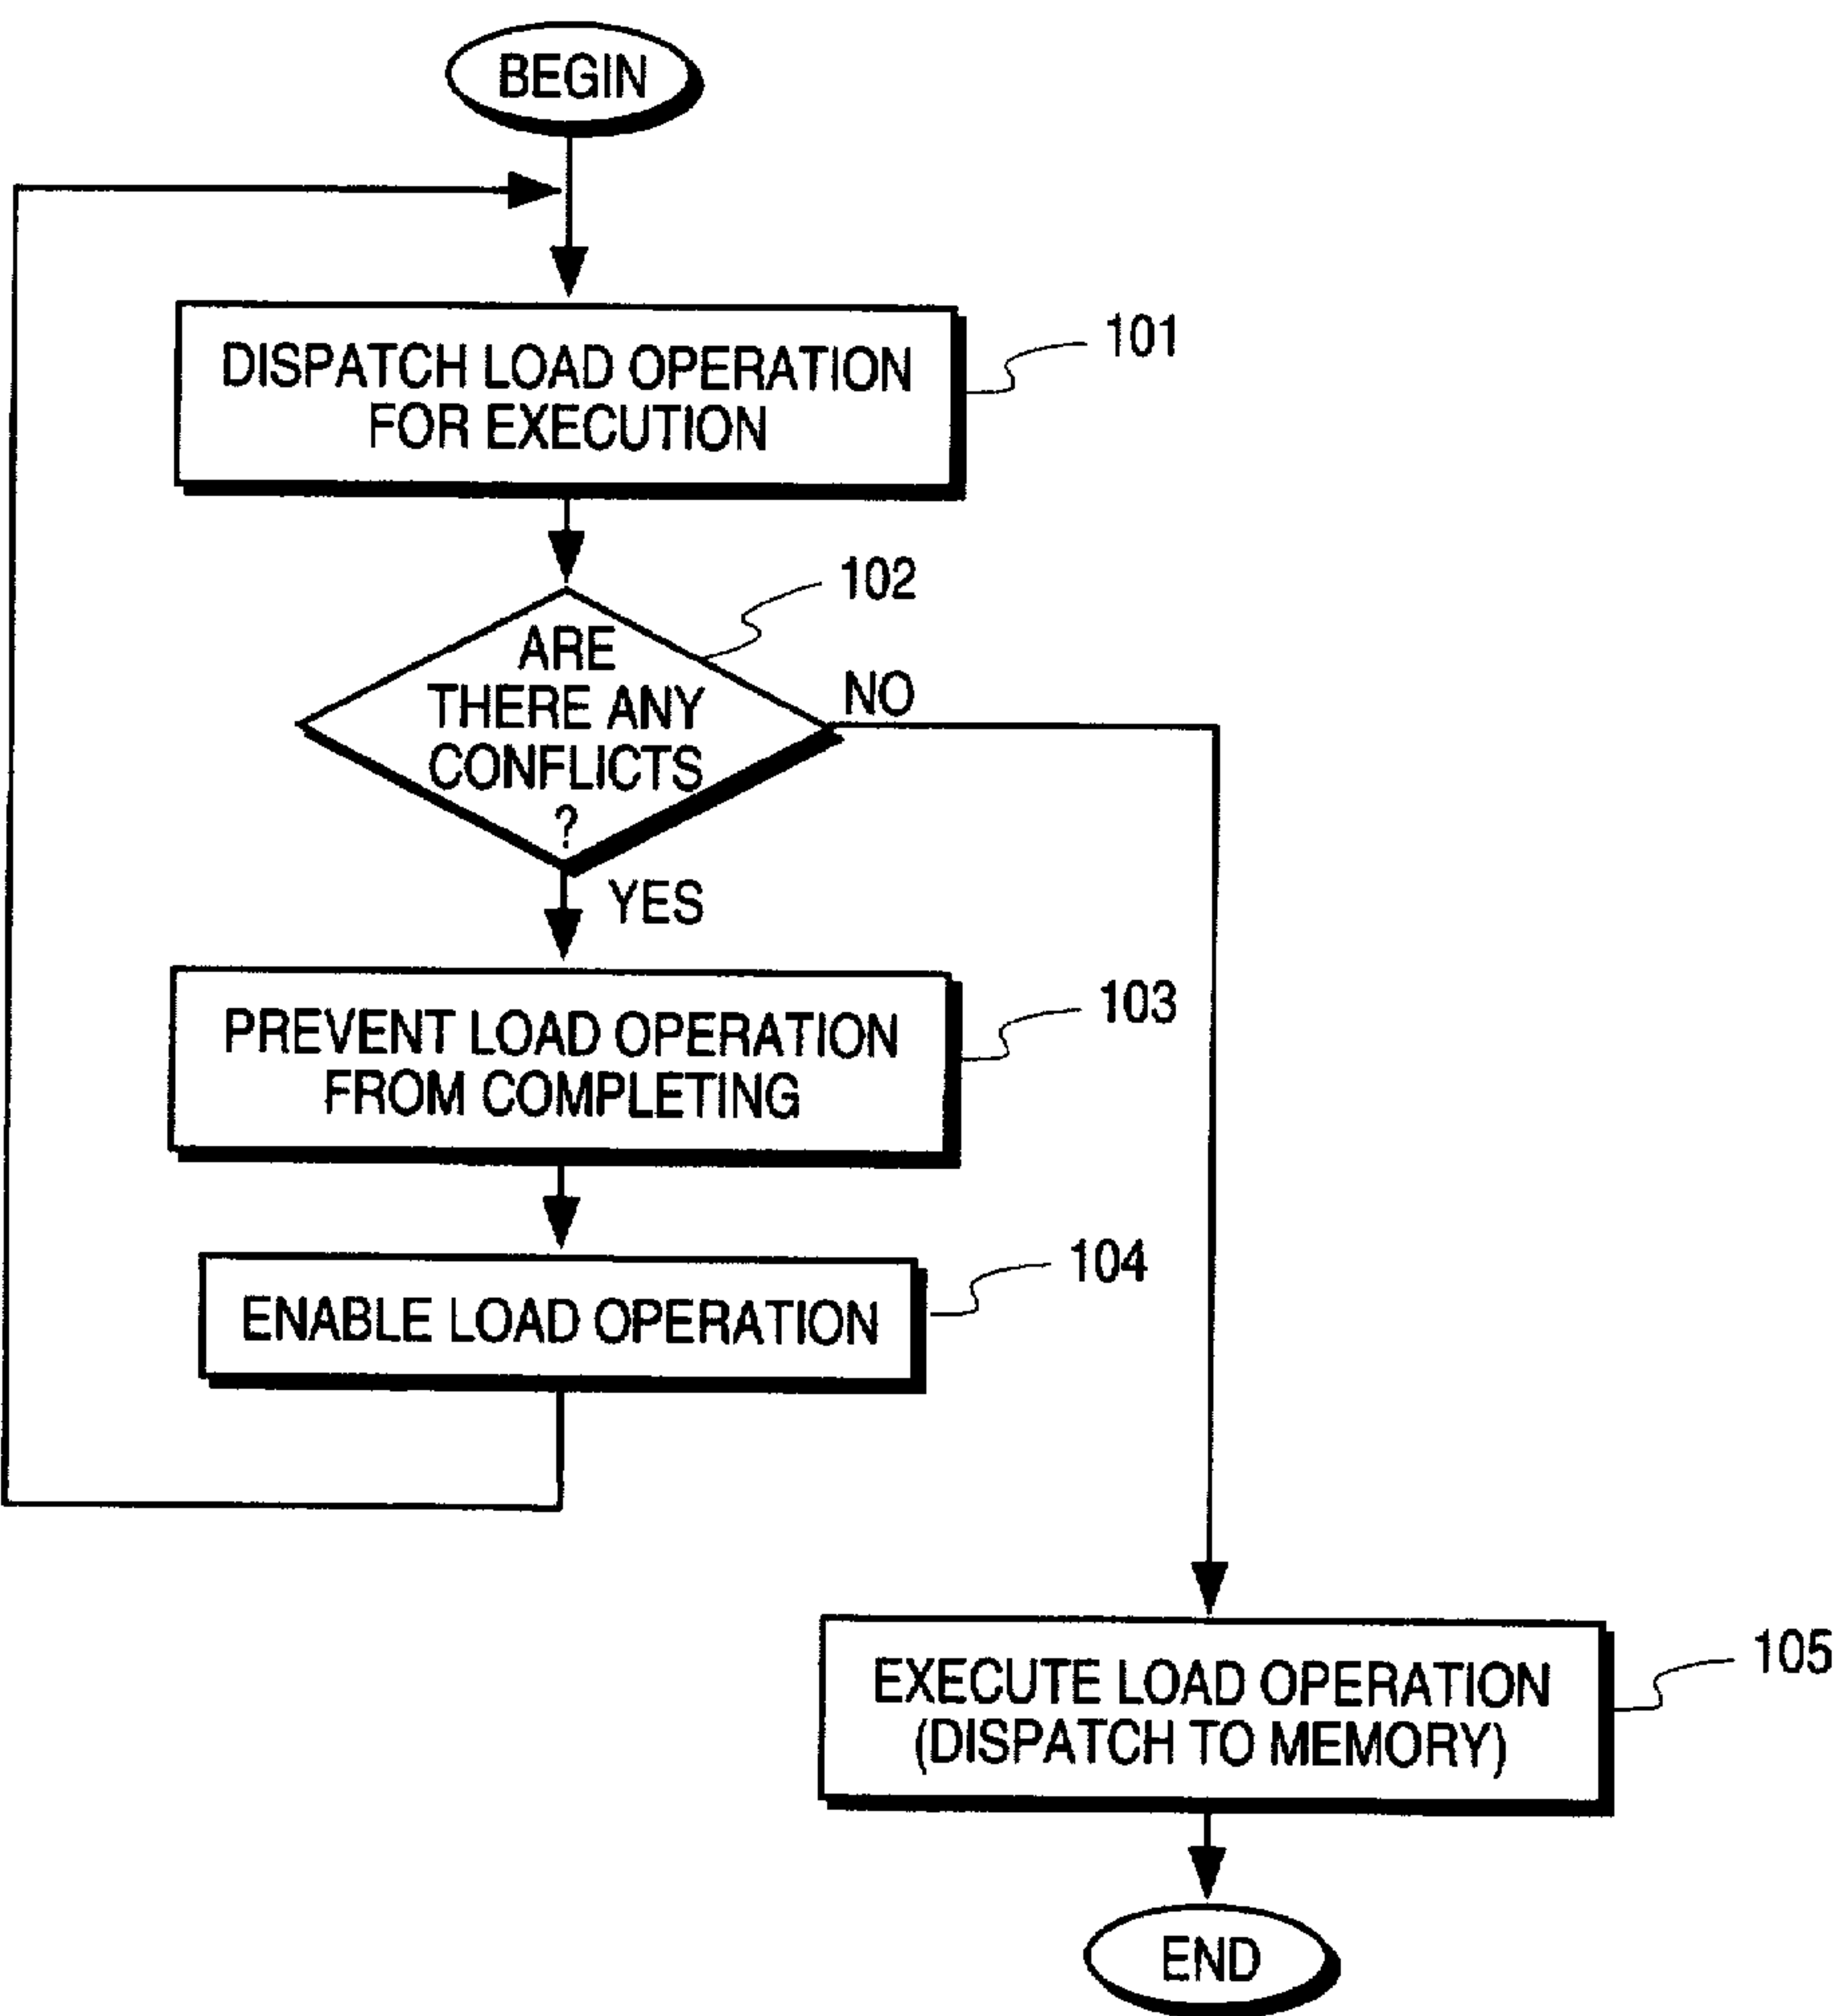 BEGIN
DISPATCH LOAD OPERATION
FOR EXECUTION
101
102
ARE
THERE ANY
CONFLICTS
?
NO
YES
PREVENT LOAD OPERATION
FROM COMPLETING
103
ENABLE LOAD OPERATION
104
EXECUTE LOAD OPERATION
(DISPATCH TO MEMORY)
105
END